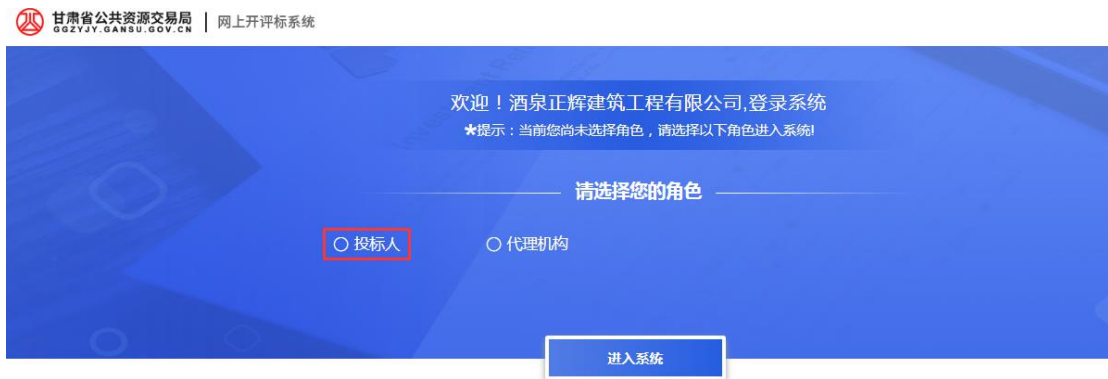 甘肃省公共资源交易局 网上开评标系统
GGZYJY.GANSU.GOV.CN
欢迎！酒泉正辉建筑工程有限公司,登录系统
*提示：当前您尚未选择角色，请选择以下角色进入系统!
请选择您的角色
投标人 代理机构
进入系统